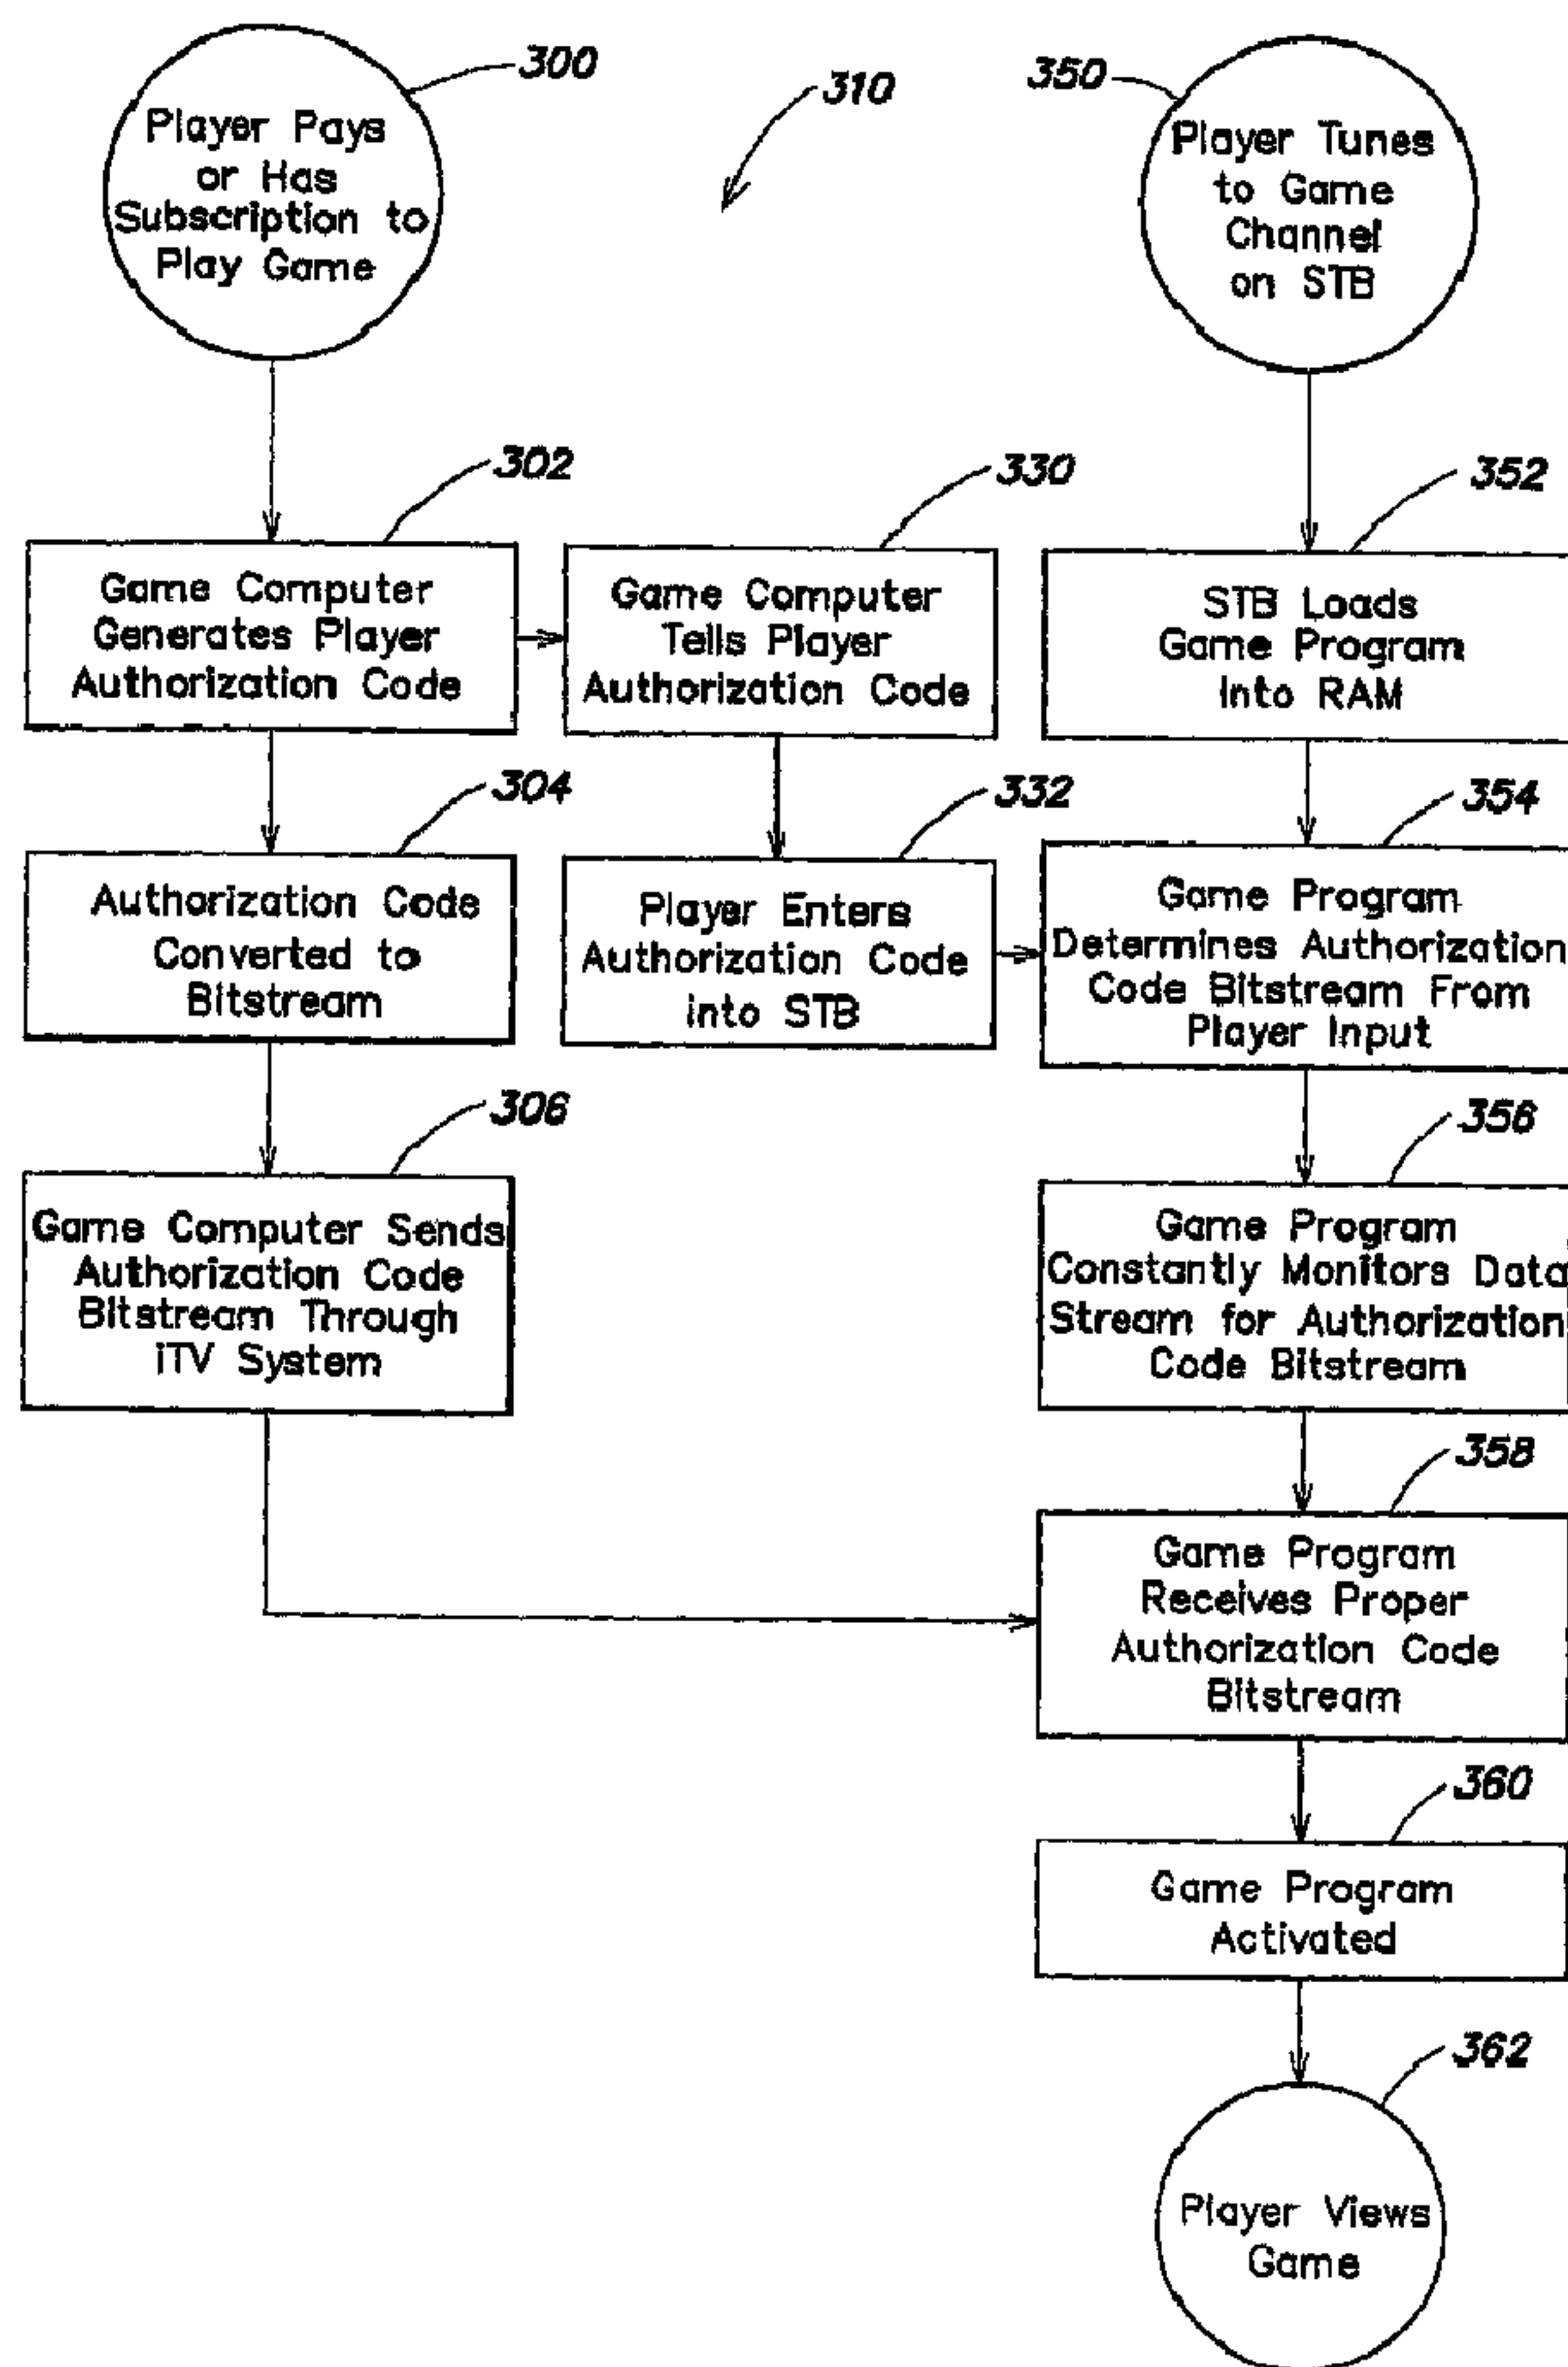 300
Player Pays
or Has
Subscription to
Play Game
310
350
Player Tunes
to Game
Channel
on STB
302
Game Computer
Generates Player
Authorization Code
330
Game Computer
Tells Player
Authorization Code
352
STB Loads
Game Program
Into RAM
304
Authorization Code
Converted to
Bitstream
332
Player Enters
Authorization Code
into STB
354
Game Program
Determines Authorization
Code Bitstream From
Player Input
306
Game Computer Sends
Authorization Code
Bitstream Through
iTV System
356
Game Program
Constantly Monitors Data
Stream for Authorization
Code Bitstream
358
Game Program
Receives Proper
Authorization Code
Bitstream
360
Game Program
Activated
362
Player Views
Game